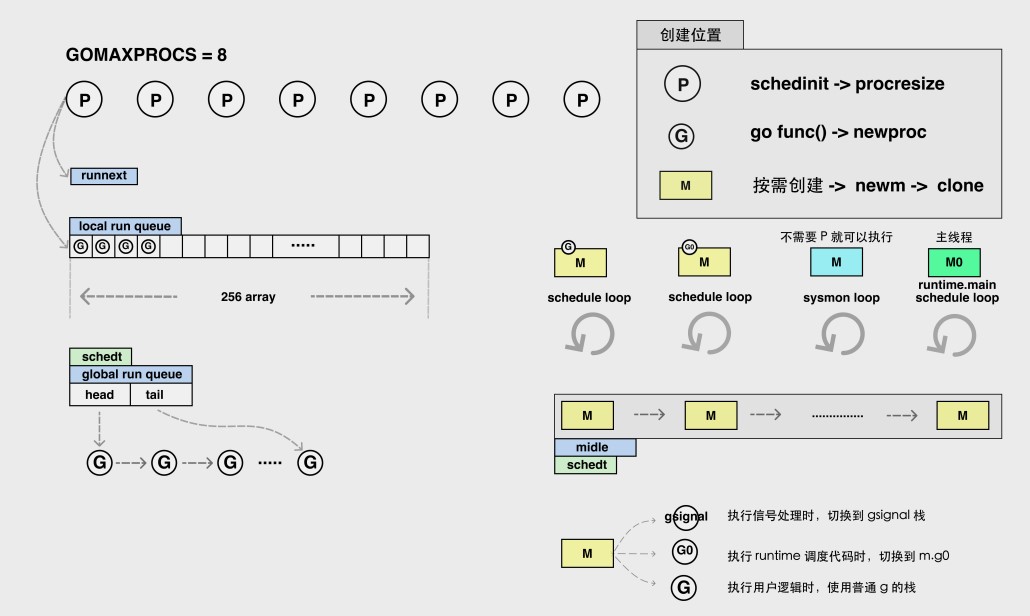 GOMAXPROCS = 8
P P P P P P P P
runnext
local run queue
G G G G ·····
256 array
schedt
global run queue
head tail
G G G ····· G
创建位置
P schedinit -> procresize
G go func() -> newproc
M 按需创建 -> newm -> clone
不需要 P 就可以执行 主线程
G G0
M M M M0
runtime.main
schedule loop schedule loop sysmon loop schedule loop
M M ··············· M
midle
schedt
gsignal 执行信号处理时，切换到 gsignal 栈
M G0 执行 runtime 调度代码时，切换到 m.g0
G 执行用户逻辑时，使用普通 g 的栈